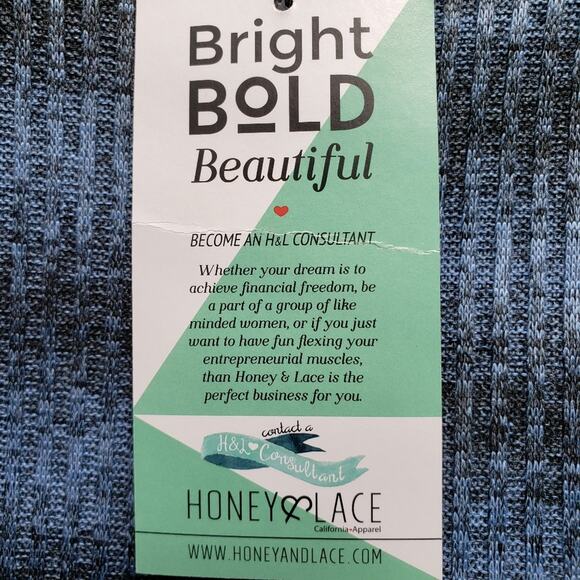 Bright
BOLD
Beautiful
BECOME AN H&L CONSULTANT
Whether your dream is to
achieve financial freedom, be
a part of a group of like
minded women, or if you just
want to have fun flexing your
entrepreneurial muscles,
than Honey & Lace is the
perfect business for you.
contact a
H&L Consultant
HONEY & LACE
California-Apparel
WWW.HONEYANDLACE.COM